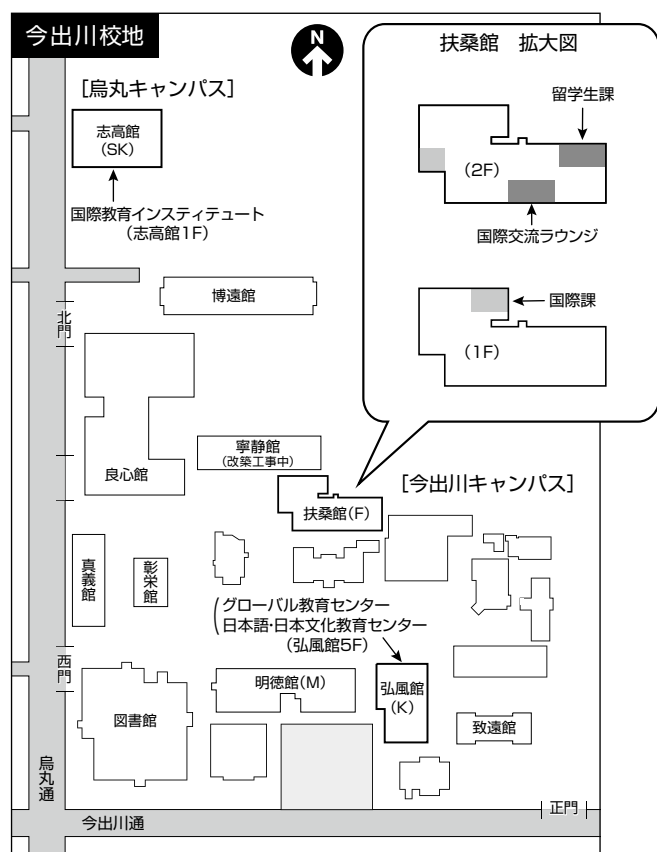 今出川校地
N
扶桑館 拡大図
[烏丸キャンパス]
留学生課
志高館
(SK)
(2F)
国際教育インスティテュート
(志高館1F)
国際交流ラウンジ
博遠館
国際課
北門
(1F)
寧静館
(改築工事中)
良心館
[今出川キャンパス]
扶桑館(F)
真義館
彰栄館
グローバル教育センター
日本語・日本文化教育センター
(弘風館5F)
西門
明徳館(M)
弘風館
(K)
図書館
致遠館
烏丸通
正門
今出川通